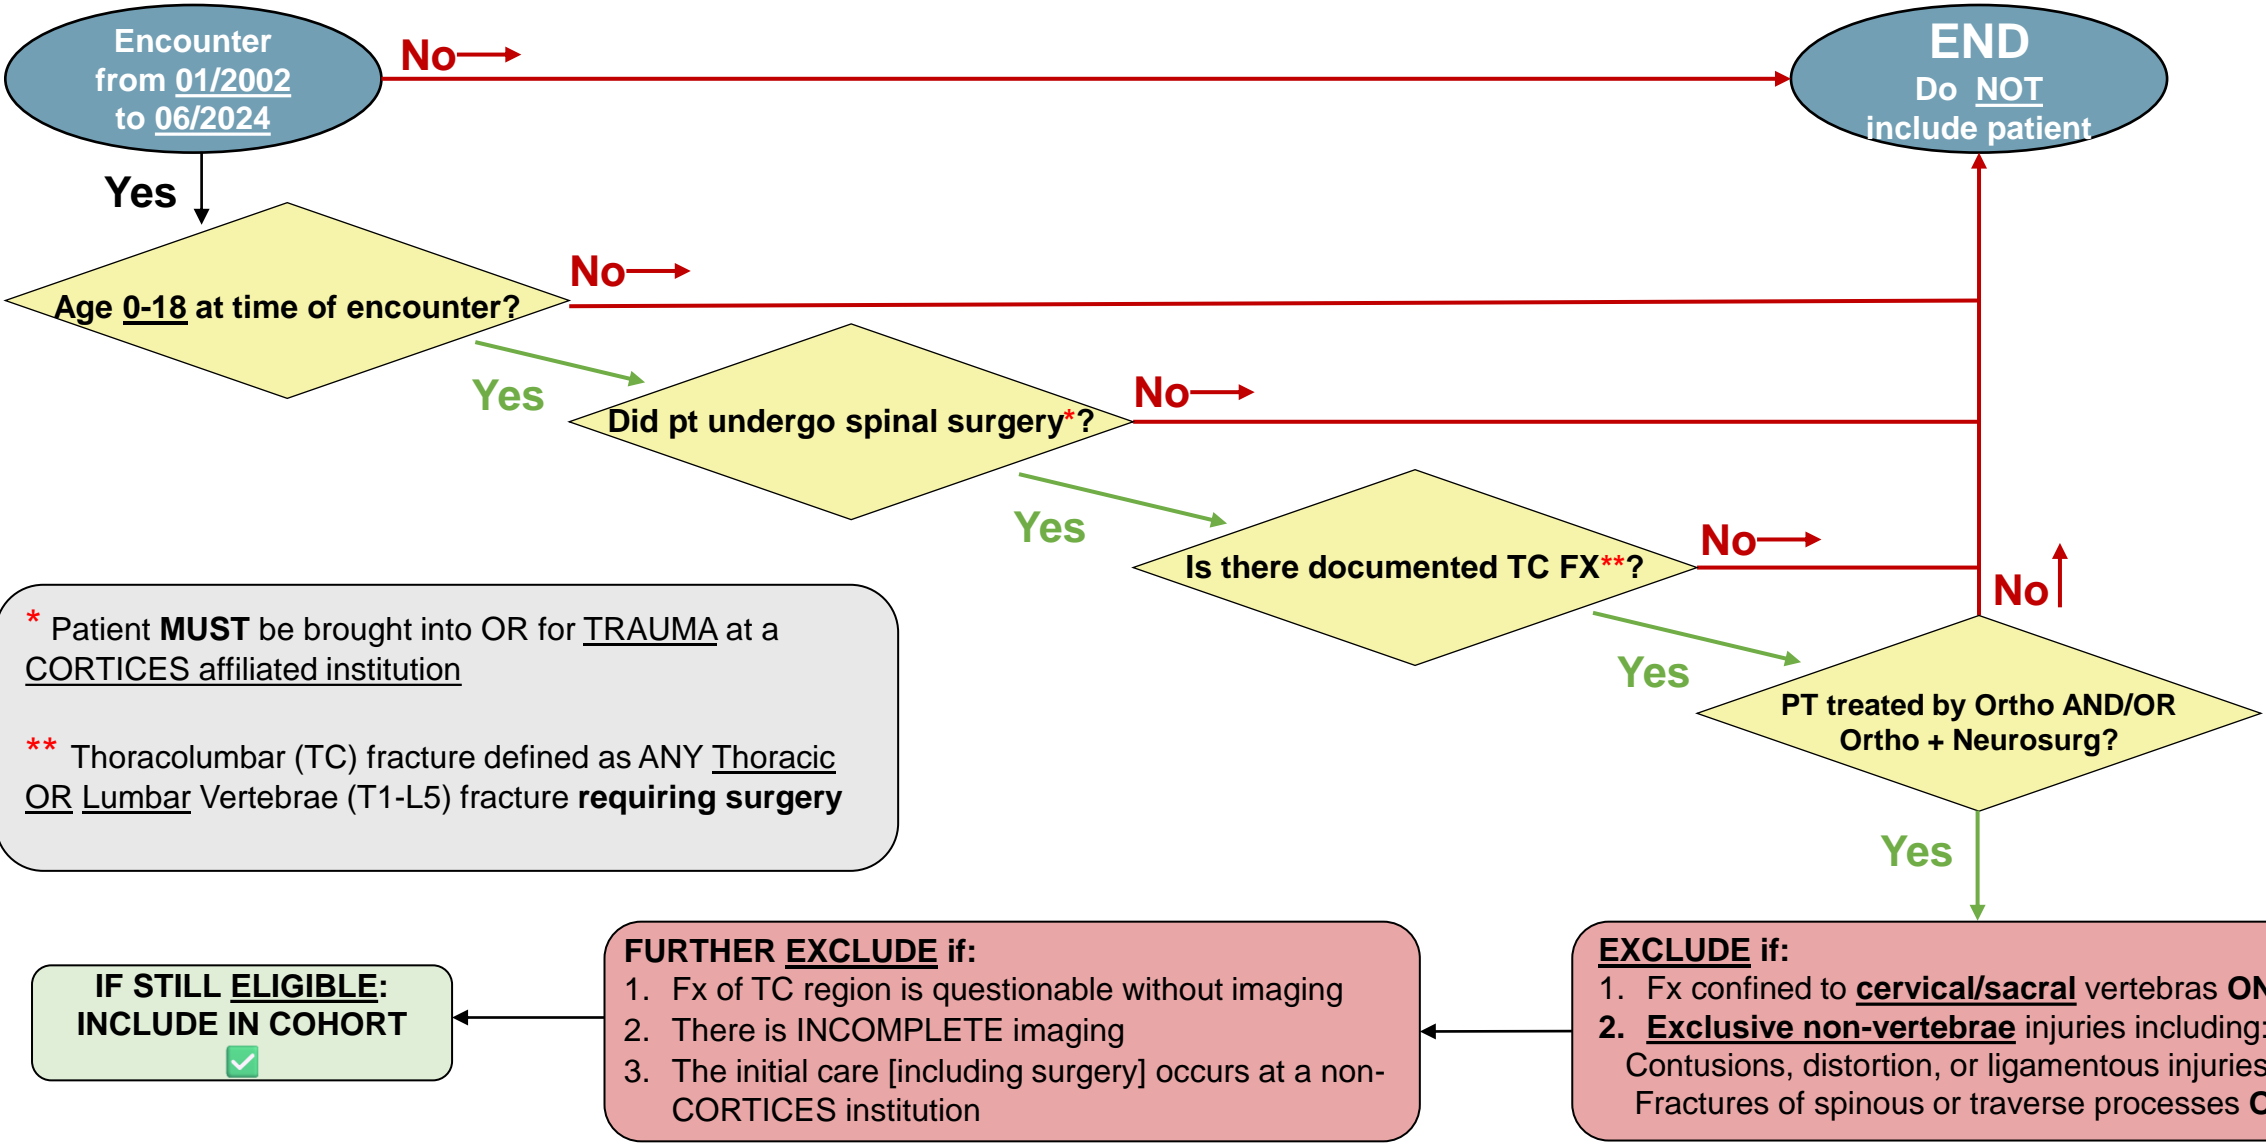 Encounter
from 01/2002
to 06/2024
No
END
Do NOT
include patient
Yes
Age 0-18 at time of encounter?
No
Yes
Did pt undergo spinal surgery*?
No
Yes
Is there documented TC FX**?
No
No
Yes
PT treated by Ortho AND/OR
Ortho + Neurosurg?
Yes
* Patient MUST be brought into OR for TRAUMA at a
CORTICES affiliated institution
** Thoracolumbar (TC) fracture defined as ANY Thoracic
OR Lumbar Vertebrae (T1-L5) fracture requiring surgery
EXCLUDE if:
1. Fx confined to cervical/sacral vertebras
2. Exclusive non-vertebrae injuries including:
Contusions, distortion, or ligamentous injuries
Fractures of spinous or traverse processes
FURTHER EXCLUDE if:
1. Fx of TC region is questionable without imaging
2. There is INCOMPLETE imaging
3. The initial care [including surgery] occurs at a non-
CORTICES institution
IF STILL ELIGIBLE:
INCLUDE IN COHORT
✅